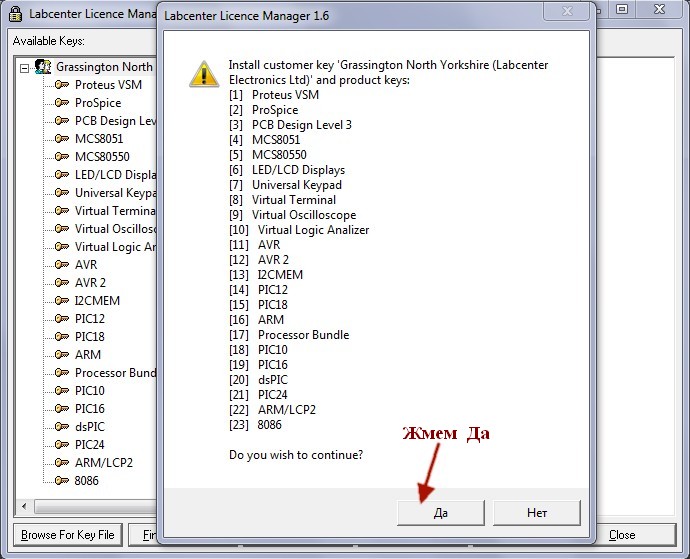 Labcenter Licence Manager 1.6
Available Keys:
Grassington North
Proteus VSM
ProSpice
PCB Design Lev
MCS8051
MCS80550
LED/LCD Displa
Universal Keypad
Virtual Termina
Virtual Oscillosc
Virtual Logic An
AVR
AVR 2
I2CMEM
PIC12
PIC18
ARM
Processor Bund
PIC10
PIC16
dsPIC
PIC24
ARM/LCP2
8086
Browse For Key File
Fin
Close
Labcenter Licence Manager 1.6
Install customer key 'Grassington North Yorkshire (Labcenter
Electronics Ltd)' and product keys:
[1] Proteus VSM
[2] ProSpice
[3] PCB Design Level 3
[4] MCS8051
[5] MCS80550
[6] LED/LCD Displays
[7] Universal Keypad
[8] Virtual Terminal
[9] Virtual Oscilloscope
[10] Virtual Logic Analizer
[11] AVR
[12] AVR 2
[13] I2CMEM
[14] PIC12
[15] PIC18
[16] ARM
[17] Processor Bundle
[18] PIC10
[19] PIC16
[20] dsPIC
[21] PIC24
[22] ARM/LCP2
[23] 8086
Жмем Да
Do you wish to continue?
Да
Нет